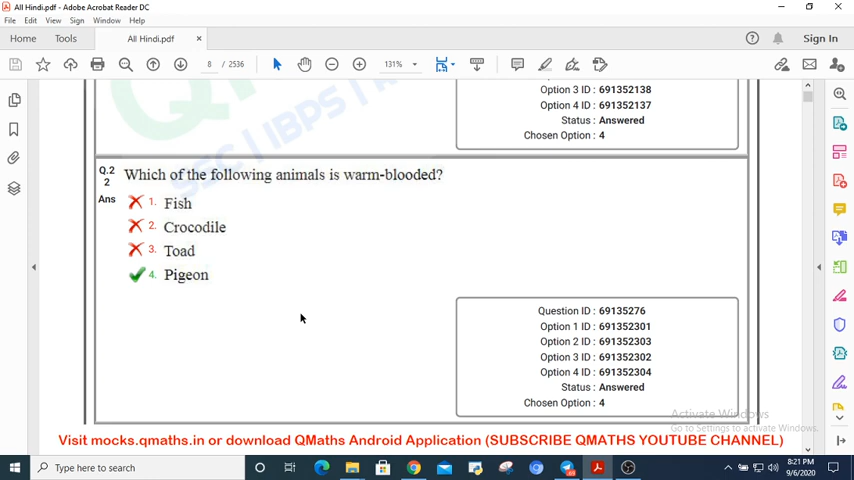 All Hindi.pdf - Adobe Acrobat Reader DC
File Edit View Sign Window Help
Home Tools All Hindi.pdf × Sign In
8 / 2536 131%
SSC | IBPS |
Option 3 ID : 691352138
Option 4 ID : 691352137
Status : Answered
Chosen Option : 4
Q.2
2
Which of the following animals is warm-blooded?
Ans
1. Fish
2. Crocodile
3. Toad
4. Pigeon
Question ID : 69135276
Option 1 ID : 691352301
Option 2 ID : 691352303
Option 3 ID : 691352302
Option 4 ID : 691352304
Status : Answered
Chosen Option : 4
Activate Windows
Go to Settings to activate Windows.
Visit mocks.qmaths.in or download QMaths Android Application (SUBSCRIBE QMATHS YOUTUBE CHANNEL)
Type here to search
8:21 PM
9/6/2020